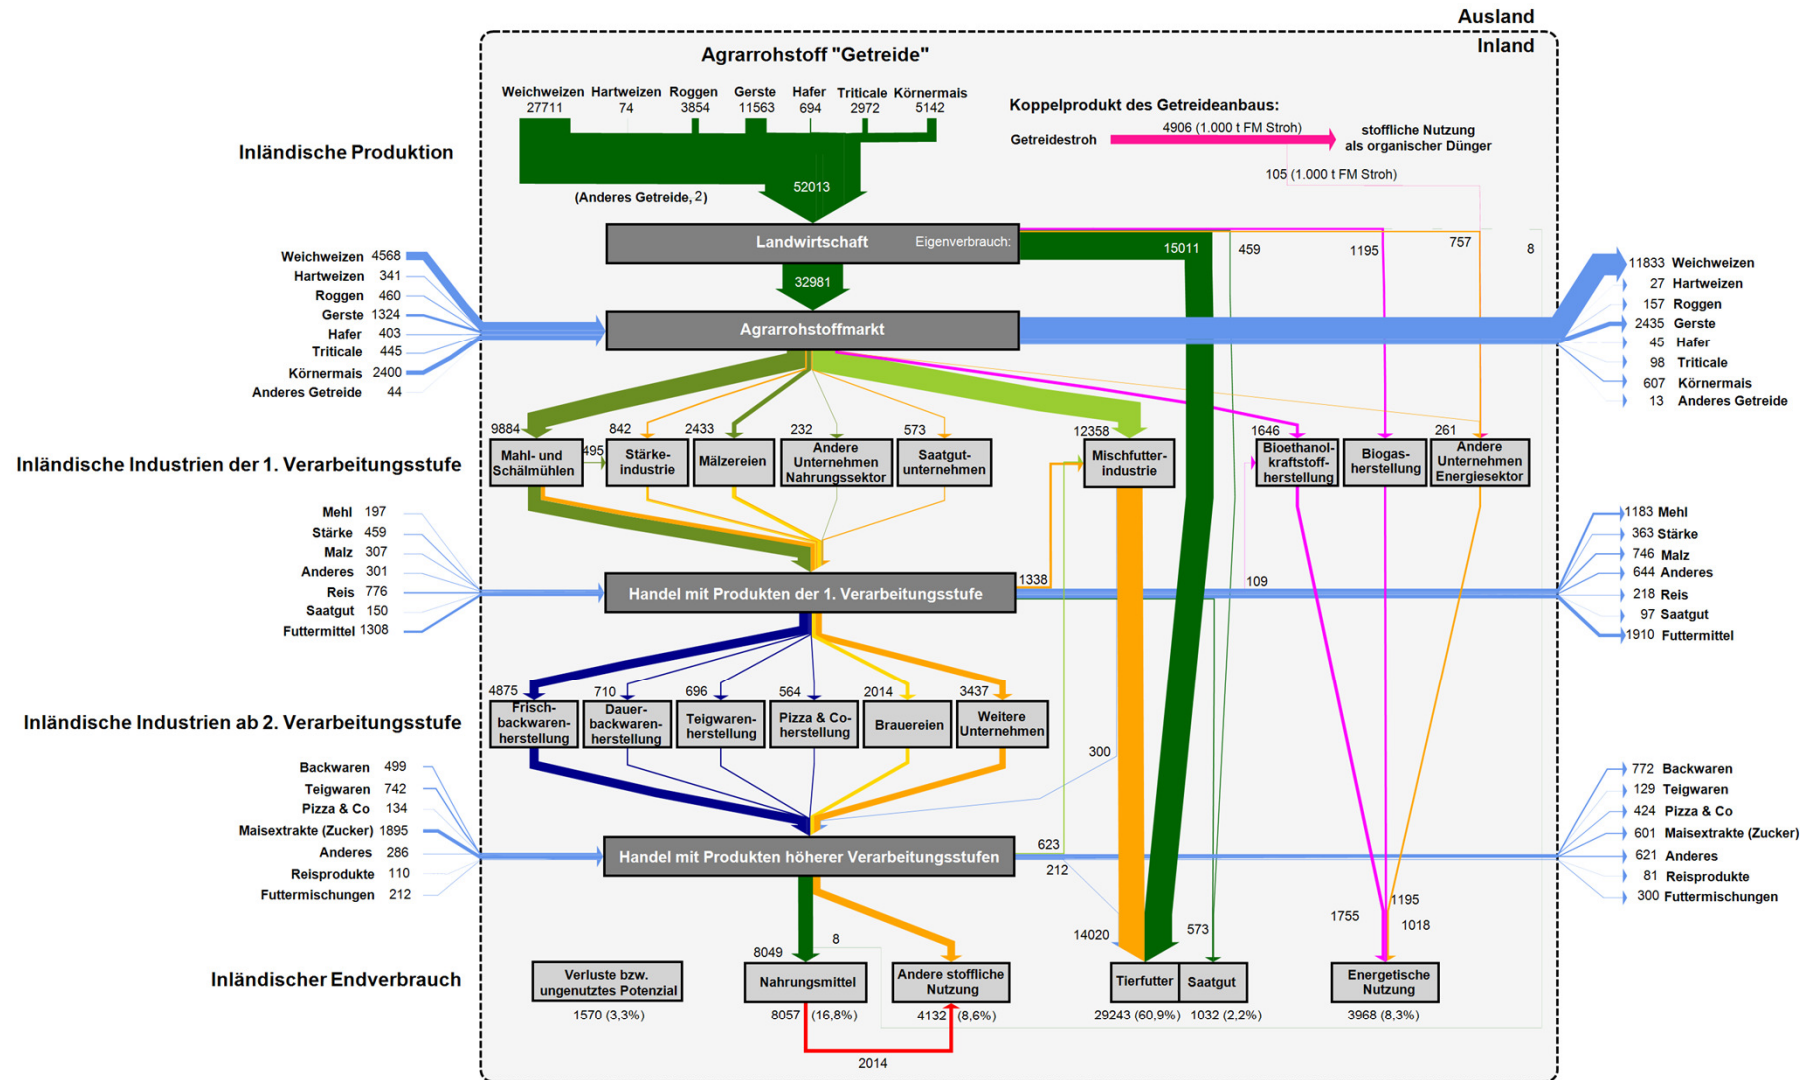 Ausland
Inland
Agrarrohstoff "Getreide"
Weichweizen Hartweizen Roggen Gerste Hafer Triticale Körnermais
27711 74 3854 11563 694 2972 5142
Koppelprodukt des Getreideanbaus:
Getreidestroh
4906 (1.000 t FM Stroh)
stoffliche Nutzung
als organischer Dünger
105 (1.000 t FM Stroh)
Inländische Produktion
52013
(Anderes Getreide, 2)
Landwirtschaft
Eigenverbrauch:
15011
459
1195
757
8
32981
Weichweizen 4568
Hartweizen 341
Roggen 460
Gerste 1324
Hafer 403
Triticale 445
Körnermais 2400
Anderes Getreide 44
Agrarrohstoffmarkt
11833 Weichweizen
27 Hartweizen
157 Roggen
2435 Gerste
45 Hafer
98 Triticale
607 Körnermais
13 Anderes Getreide
Inländische Industrien der 1. Verarbeitungsstufe
9884
Mahl- und
Schälmühlen
495
842
Stärke-
industrie
2433
Mälzereien
232
Andere
Unternehmen
Nahrungssektor
573
Saatgut-
unternehmen
12358
Mischfutter-
industrie
1646
Bioethanol-
kraftstoff-
herstellung
Biogas-
herstellung
261
Andere
Unternehmen
Energiesektor
Mehl 197
Stärke 459
Malz 307
Anderes 301
Reis 776
Saatgut 150
Futtermittel 1308
Handel mit Produkten der 1. Verarbeitungsstufe
1338
109
1183 Mehl
363 Stärke
746 Malz
644 Anderes
218 Reis
97 Saatgut
1910 Futtermittel
Inländische Industrien ab 2. Verarbeitungsstufe
4875
Frisch-
backwaren-
herstellung
710
Dauer-
backwaren-
herstellung
696
Teigwaren-
herstellung
564
Pizza & Co-
herstellung
2014
Brauereien
3437
Weitere
Unternehmen
300
Backwaren 499
Teigwaren 742
Pizza & Co 134
Maisextrakte (Zucker) 1895
Anderes 286
Reisprodukte 110
Futtermischungen 212
Handel mit Produkten höherer Verarbeitungsstufen
623
212
772 Backwaren
129 Teigwaren
424 Pizza & Co
601 Maisextrakte (Zucker)
621 Anderes
81 Reisprodukte
300 Futtermischungen
1195
1755
1018
573
14020
8
8049
Inländischer Endverbrauch
Verluste bzw.
ungenutztes Potenzial
1570 (3,3%)
Nahrungsmittel
8057 (16,8%)
Andere stoffliche
Nutzung
4132 (8,6%)
Tierfutter
29243 (60,9%)
Saatgut
1032 (2,2%)
Energetische
Nutzung
3968 (8,3%)
2014